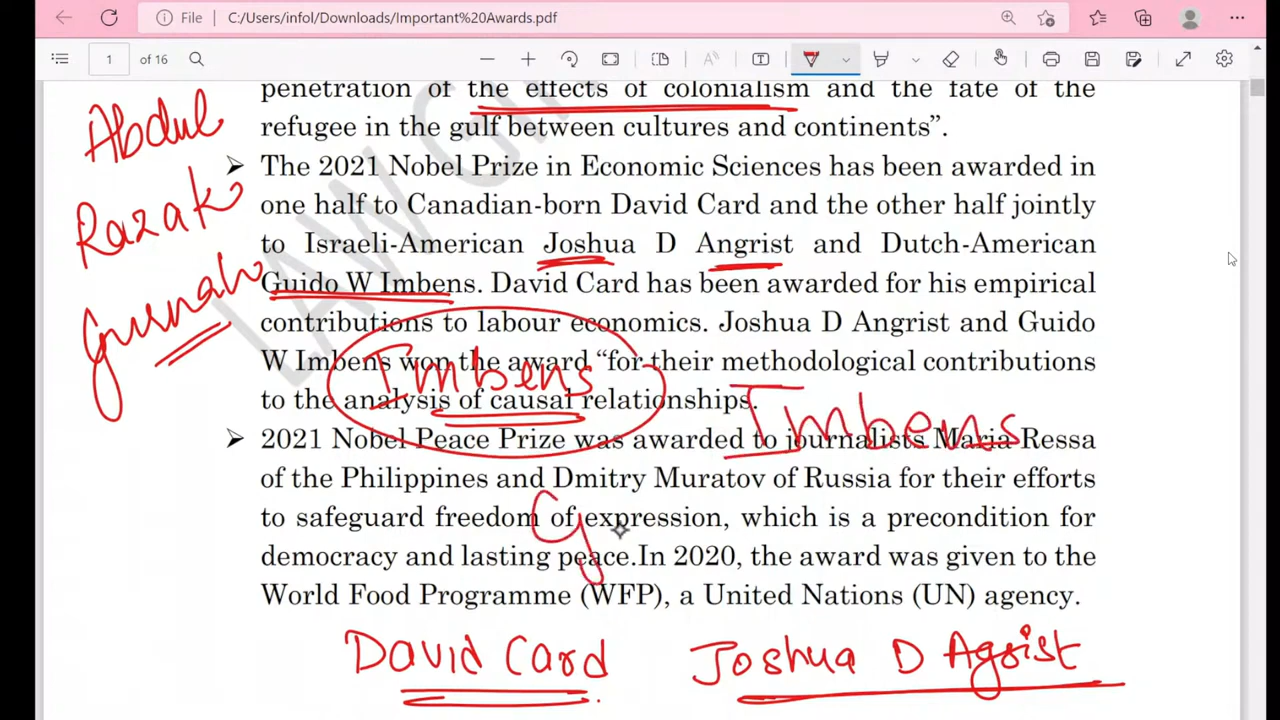 File
C:/Users/infol/Downloads/Important%20Awards.pdf
1 of 16
penetration of the effects of colonialism and the fate of the
refugee in the gulf between cultures and continents”.
➢ The 2021 Nobel Prize in Economic Sciences has been awarded in
one half to Canadian-born David Card and the other half jointly
to Israeli-American Joshua D Angrist and Dutch-American
Guido W Imbens. David Card has been awarded for his empirical
contributions to labour economics. Joshua D Angrist and Guido
W Imbens won the award “for their methodological contributions
to the analysis of causal relationships.
➢ 2021 Nobel Peace Prize was awarded to journalists Maria Ressa
of the Philippines and Dmitry Muratov of Russia for their efforts
to safeguard freedom of expression, which is a precondition for
democracy and lasting peace.In 2020, the award was given to the
World Food Programme (WFP), a United Nations (UN) agency.
Abdul
Razak
Gurnah
Imbens
Imbens
G
David Card
Joshua D Agrist